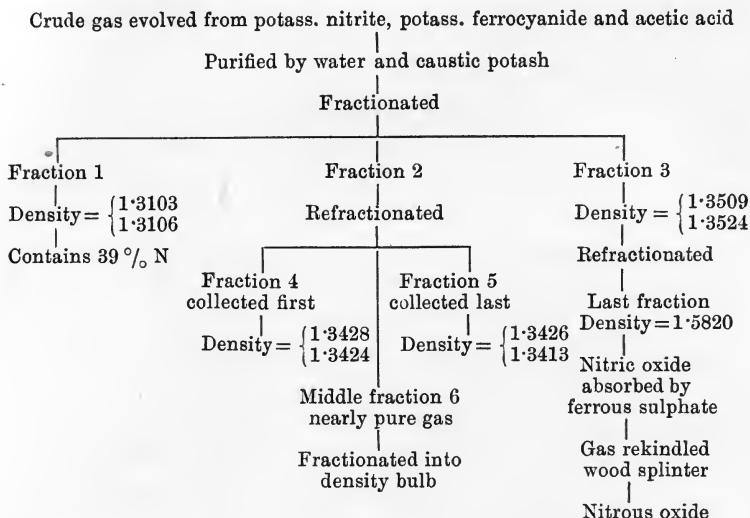 Crude gas evolved from potass. nitrite, potass. ferrocyanide and acetic acid
Purified by water and caustic potash
Fractionated
Fraction 1
Density = { 1·3103
1·3106
Contains 39 °/₀ N
Fraction 2
Refractionated
Fraction 4
collected first
Density = { 1·3428
1·3424
Fraction 5
collected last
Density = { 1·3426
1·3413
Middle fraction 6
nearly pure gas
Fractionated into
density bulb
Fraction 3
Density = { 1·3509
1·3524
Refractionated
Last fraction
Density = 1·5820
Nitric oxide
absorbed by
ferrous sulphate
Gas rekindled
wood splinter
Nitrous oxide